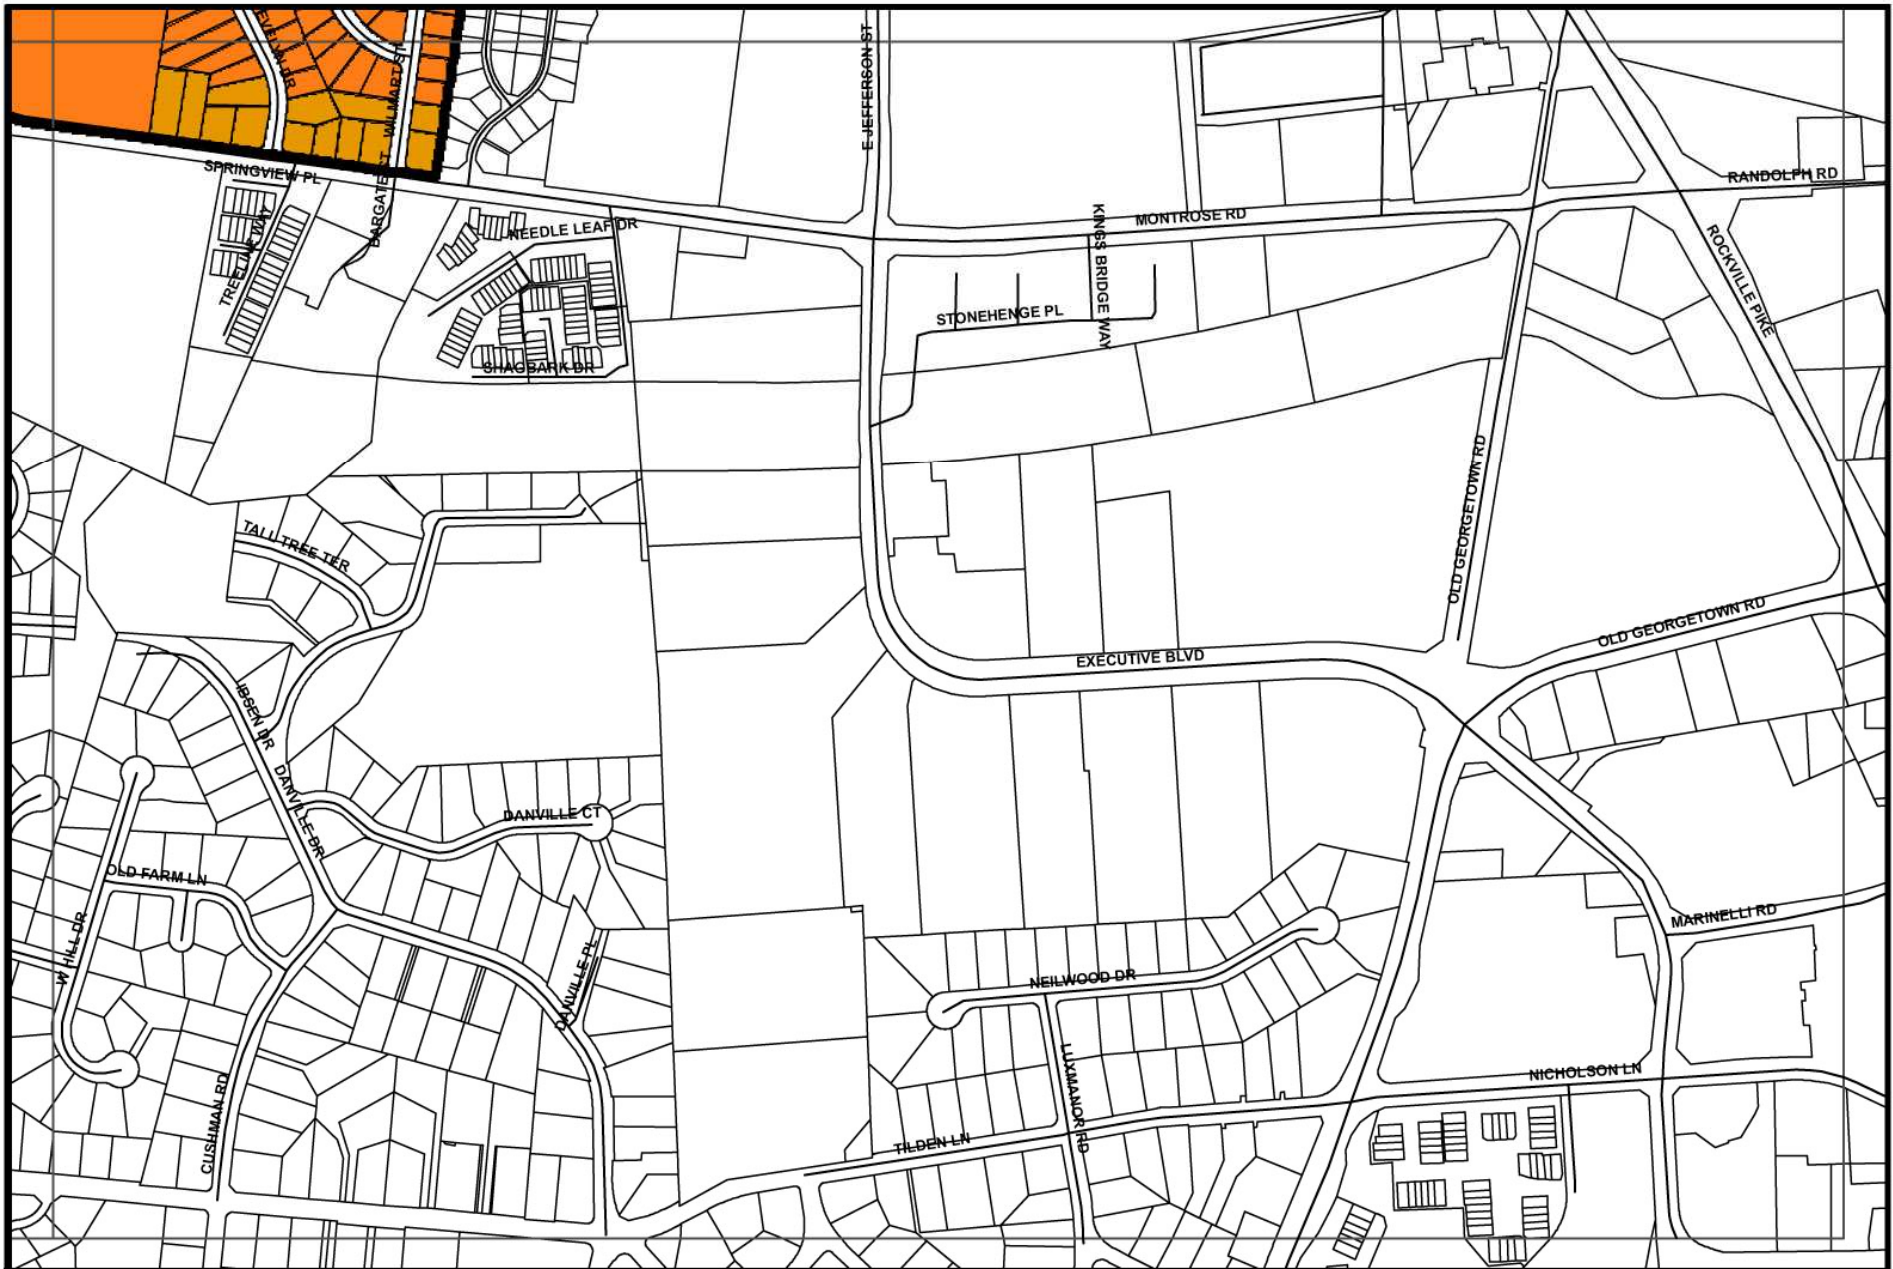 EVELYN DR
WILMART ST
E JEFFERSON ST
SPRINGVIEW PL
BARGATE CT
RANDOLPH RD
MONTROSE RD
KINGS BRIDGE WAY
NEEDLE LEAF DR
TREELINE WAY
ROCKVILLE PIKE
STONEHENGE PL
SHAGBARK DR
OLD GEORGETOWN RD
TALL TREE TER
OLD GEORGETOWN RD
EXECUTIVE BLVD
IBSEN DR
DANVILLE DR
DANVILLE CT
OLD FARM LN
W HILL DR
MARINELLI RD
DANVILLE PL
NEILWOOD DR
LUXMANOR RD
NICHOLSON LN
CUSHMAN RD
TILDEN LN